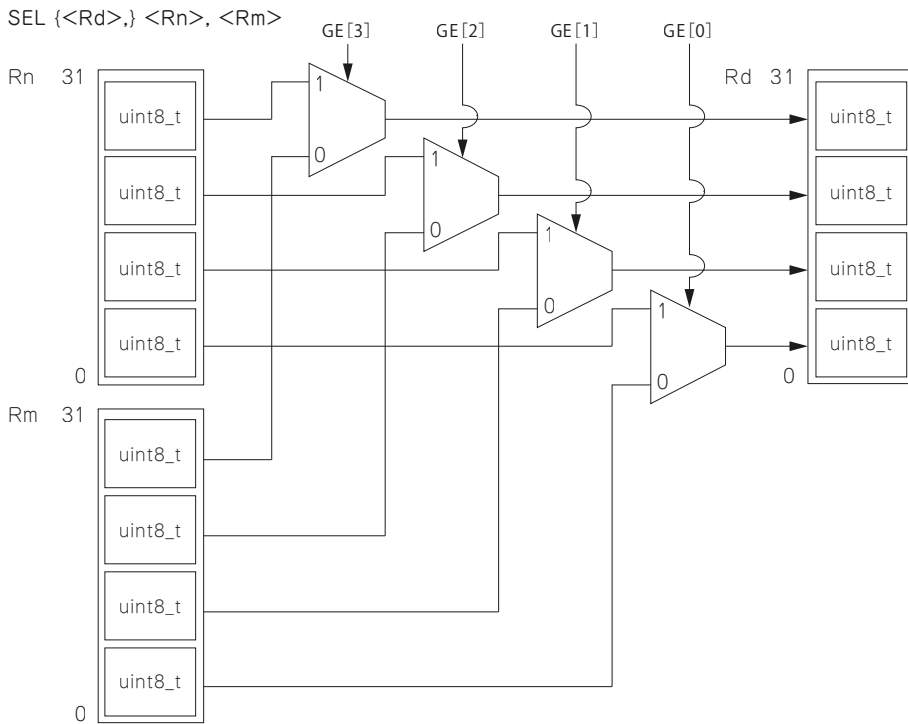 SEL {<Rd>,} <Rn>, <Rm>
GE[3] GE[2] GE[1] GE[0]
Rn 31
Rd 31
1
uint8_t
uint8_t
0
1
uint8_t
uint8_t
0
1
uint8_t
uint8_t
0
1
uint8_t
uint8_t
0
0
0
Rm 31
uint8_t
uint8_t
uint8_t
uint8_t
0